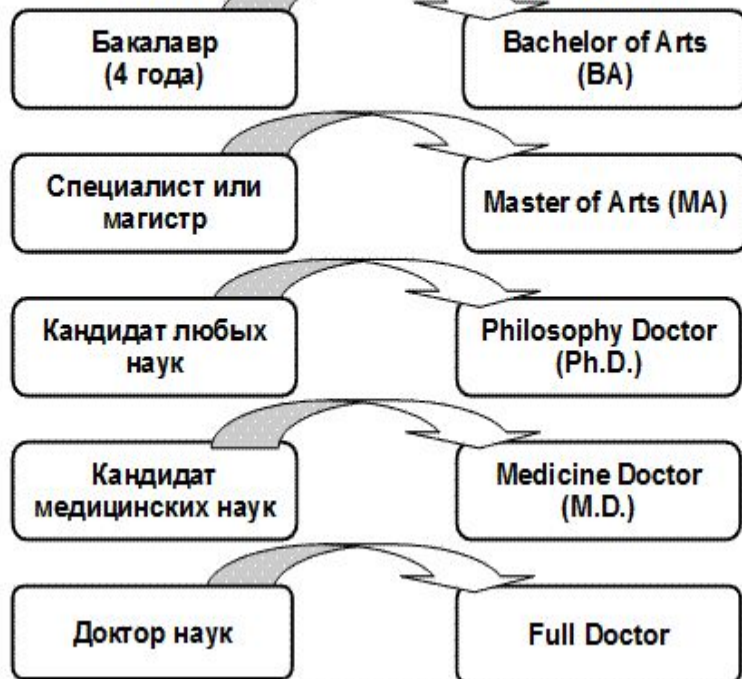 Бакалавр
(4 года)
Bachelor of Arts
(BA)
Специалист или
магистр
Master of Arts (MA)
Кандидат любых
наук
Philosophy Doctor
(Ph.D.)
Кандидат
медицинских наук
Medicine Doctor
(M.D.)
Доктор наук
Full Doctor